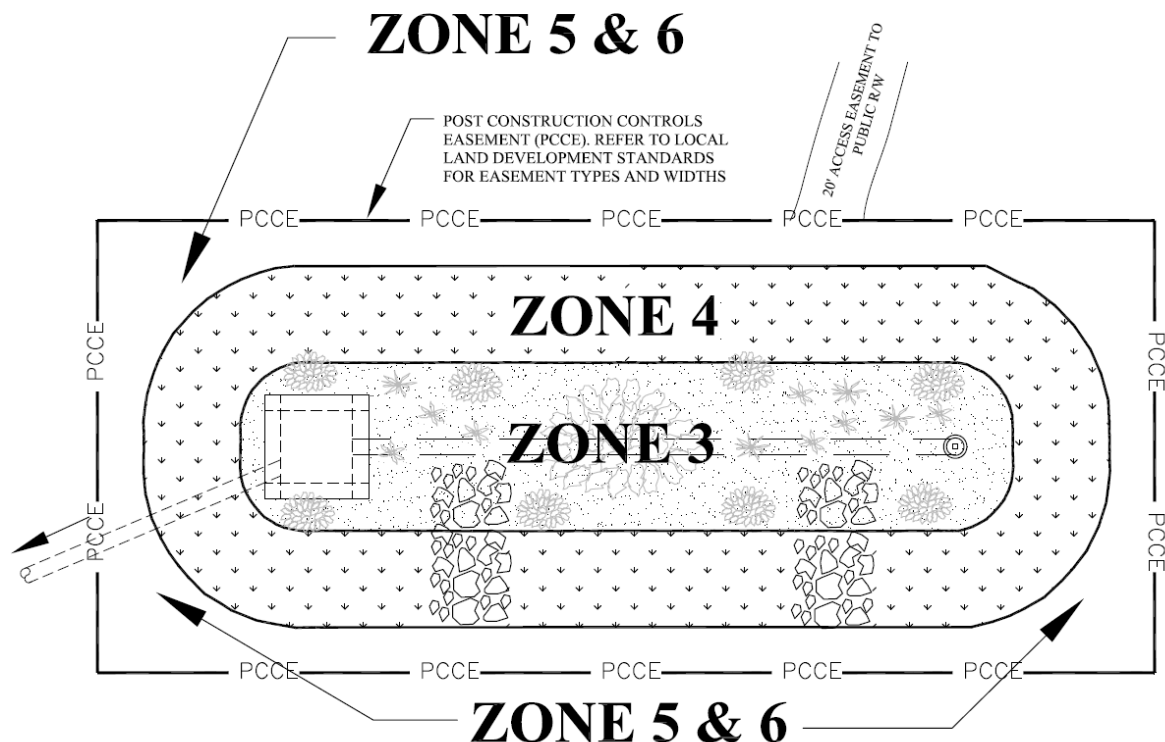 ZONE 5 & 6
20' ACCESS EASEMENT TO
PUBLIC R/W
POST CONSTRUCTION CONTROLS
EASEMENT (PCCE). REFER TO LOCAL
LAND DEVELOPMENT STANDARDS
FOR EASEMENT TYPES AND WIDTHS
PCCE PCCE PCCE PCCE PCCE
ZONE 4
PCCE PCCE
ZONE 3
PCCE PCCE
PCCE PCCE PCCE PCCE PCCE
ZONE 5 & 6